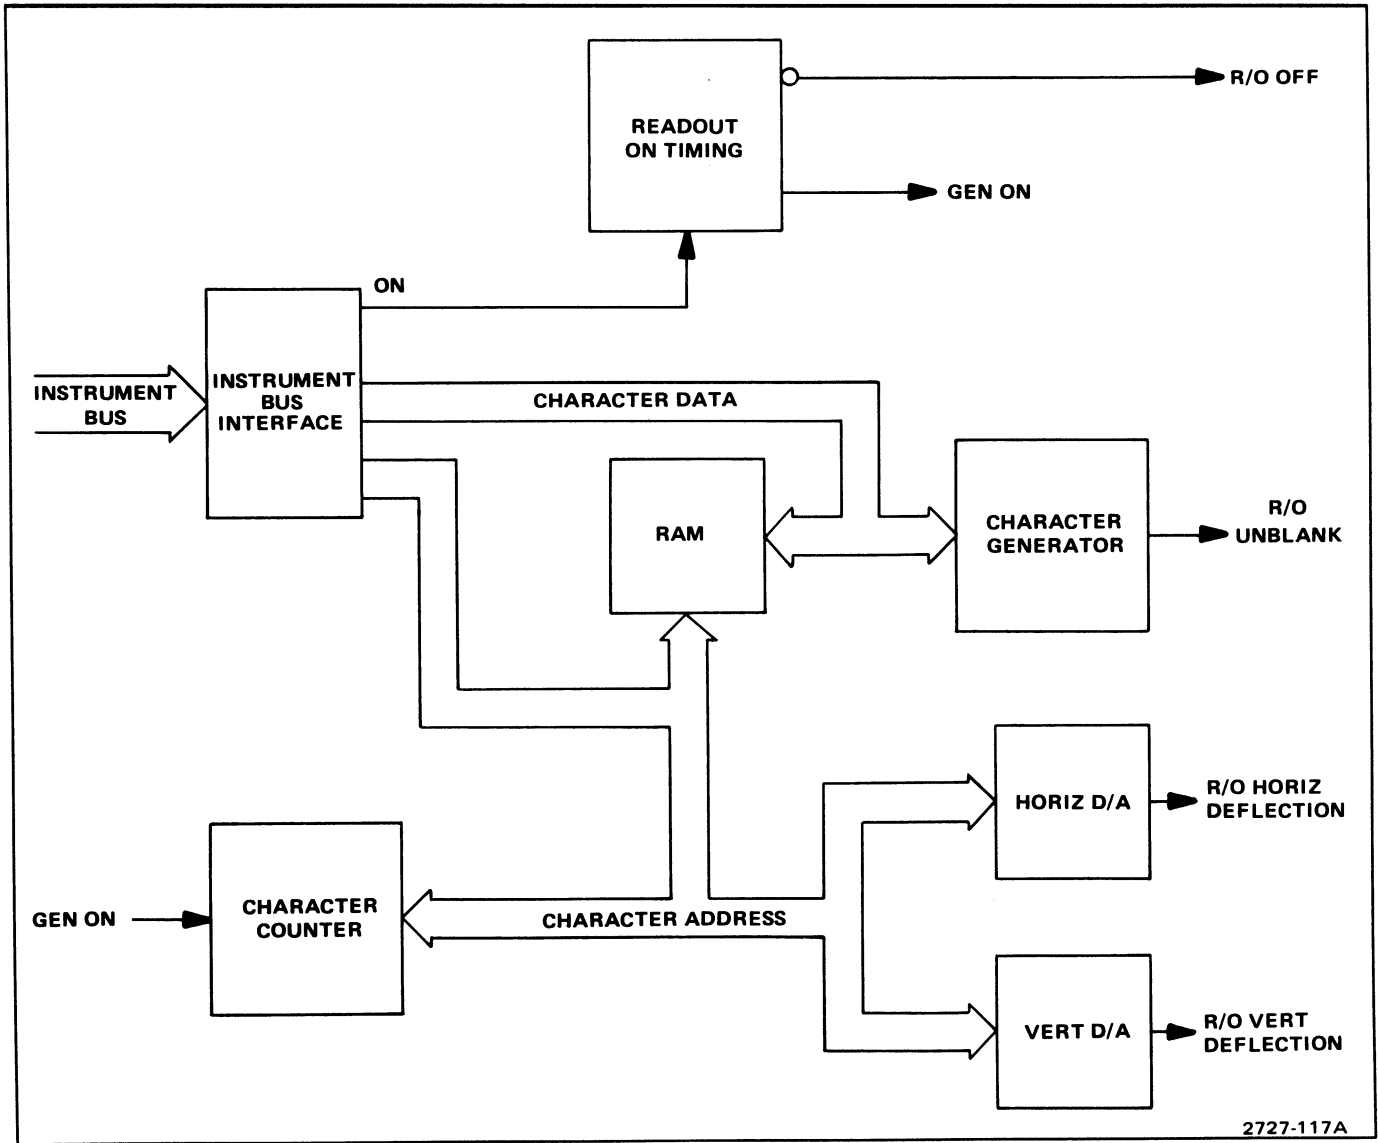 READOUT
ON TIMING
R/O OFF
GEN ON
ON
INSTRUMENT
BUS
INSTRUMENT
BUS
INTERFACE
CHARACTER DATA
RAM
CHARACTER
GENERATOR
R/O
UNBLANK
HORIZ D/A
R/O HORIZ
DEFLECTION
GEN ON
CHARACTER
COUNTER
CHARACTER ADDRESS
VERT D/A
R/O VERT
DEFLECTION
2727-117A